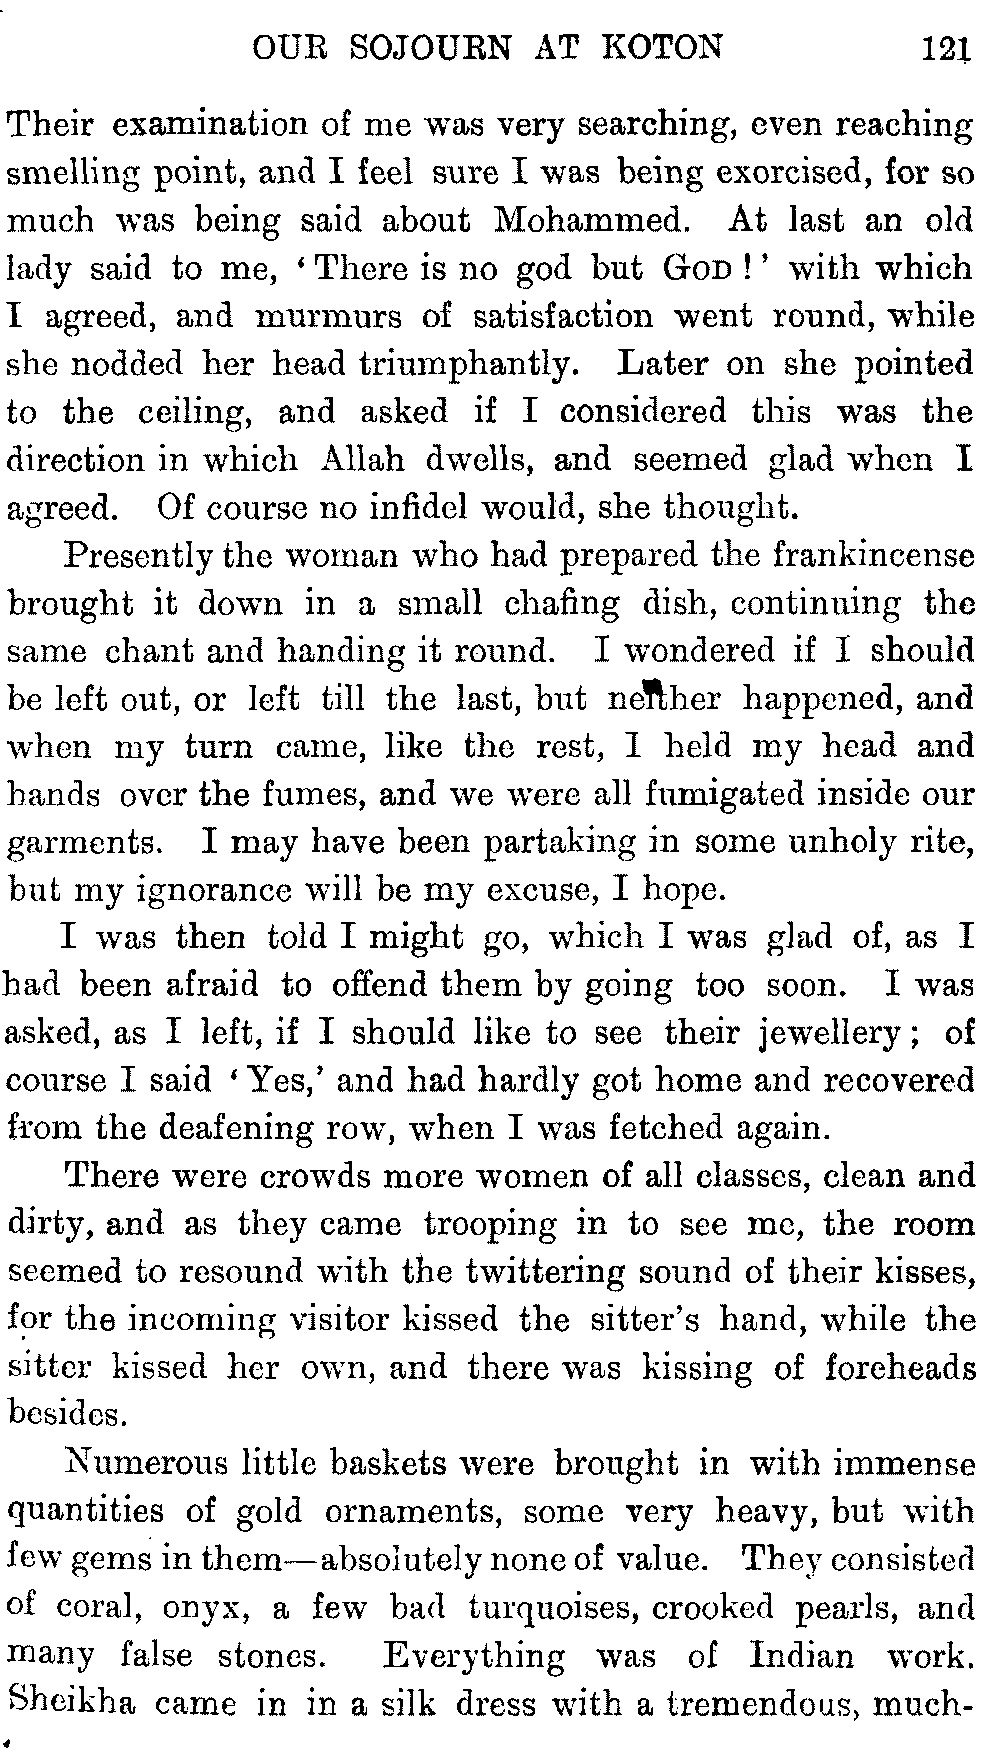 OUR SOJOURN AT KOTON 121
Their examination of me was very searching, even reaching
smelling point, and I feel sure I was being exorcised, for so
much was being said about Mohammed. At last an old
lady said to me, ‘There is no god but GOD!’ with which
I agreed, and murmurs of satisfaction went round, while
she nodded her head triumphantly. Later on she pointed
to the ceiling, and asked if I considered this was the
direction in which Allah dwells, and seemed glad when I
agreed. Of course no infidel would, she thought.
Presently the woman who had prepared the frankincense
brought it down in a small chafing dish, continuing the
same chant and handing it round. I wondered if I should
be left out, or left till the last, but neither happened, and
when my turn came, like the rest, I held my head and
hands over the fumes, and we were all fumigated inside our
garments. I may have been partaking in some unholy rite,
but my ignorance will be my excuse, I hope.
I was then told I might go, which I was glad of, as I
had been afraid to offend them by going too soon. I was
asked, as I left, if I should like to see their jewellery; of
course I said ‘Yes,’ and had hardly got home and recovered
from the deafening row, when I was fetched again.
There were crowds more women of all classes, clean and
dirty, and as they came trooping in to see me, the room
seemed to resound with the twittering sound of their kisses,
for the incoming visitor kissed the sitter’s hand, while the
sitter kissed her own, and there was kissing of foreheads
besides.
Numerous little baskets were brought in with immense
quantities of gold ornaments, some very heavy, but with
few gems in them—absolutely none of value. They consisted
of coral, onyx, a few bad turquoises, crooked pearls, and
many false stones. Everything was of Indian work.
Sheikha came in in a silk dress with a tremendous, much-